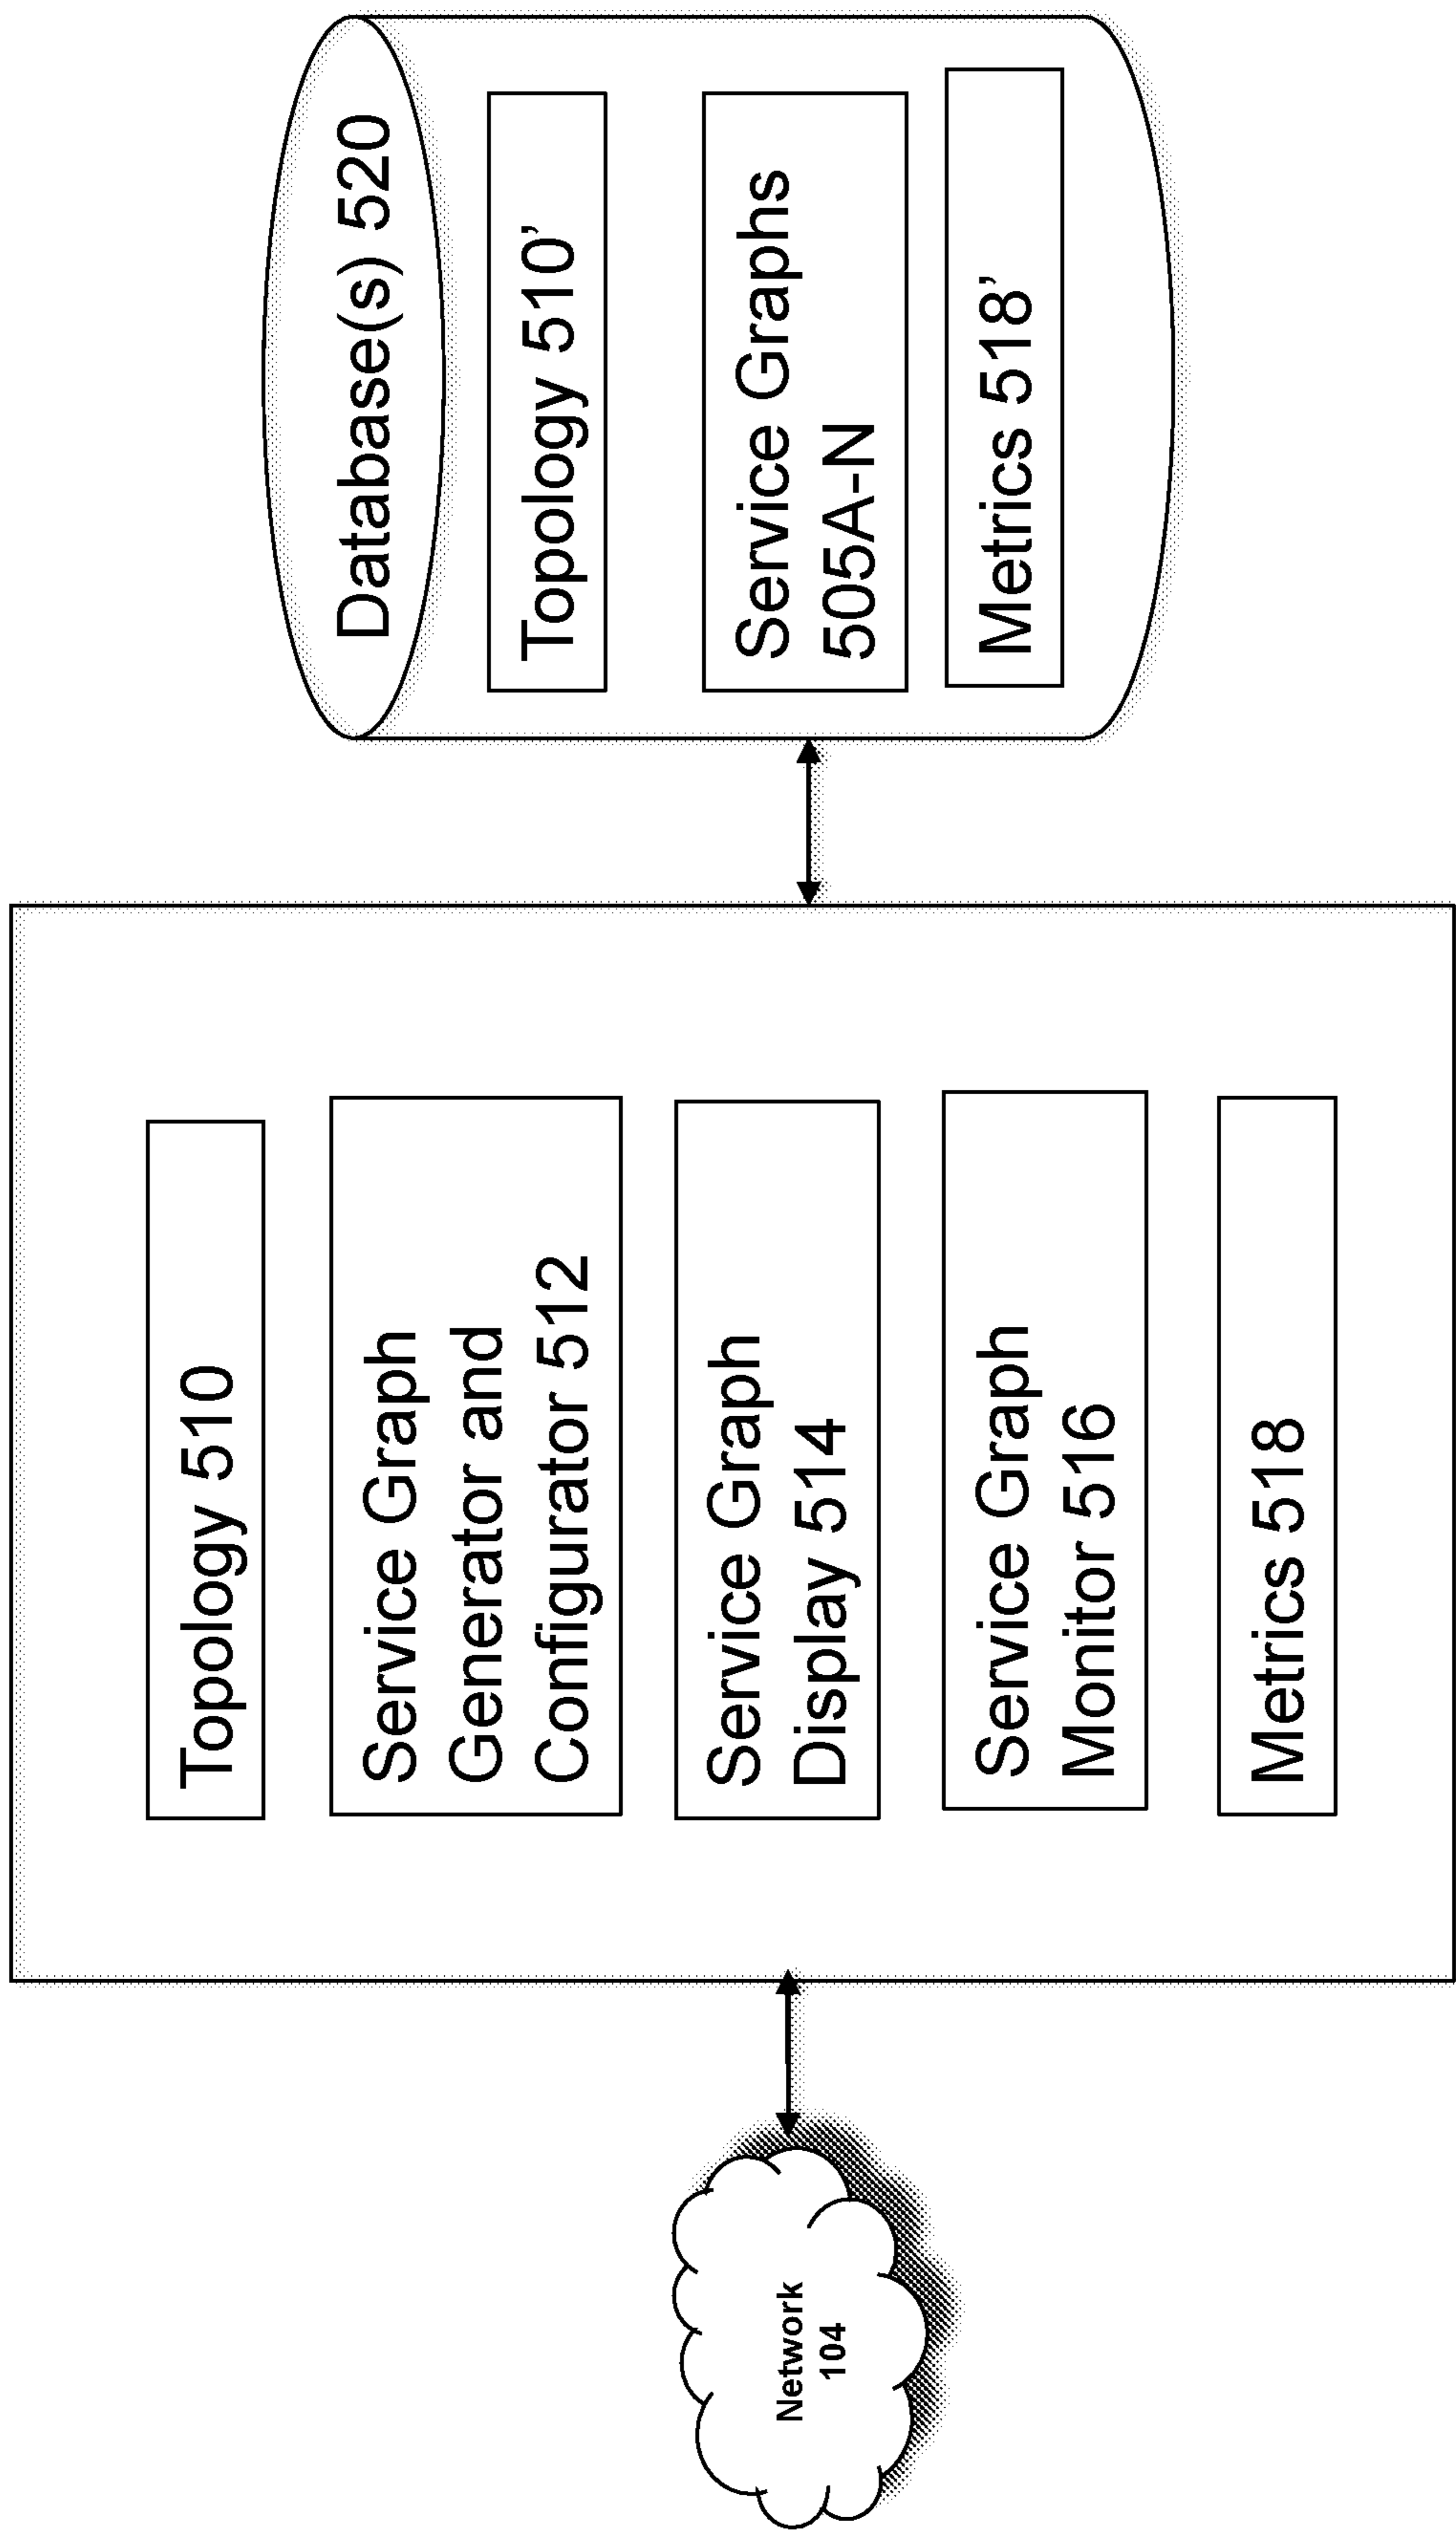 Network
104
Topology 510
Service Graph
Generator and
Configurator 512
Service Graph
Display 514
Service Graph
Monitor 516
Metrics 518
Database(s) 520
Topology 510’
Service Graphs
505A-N
Metrics 518’